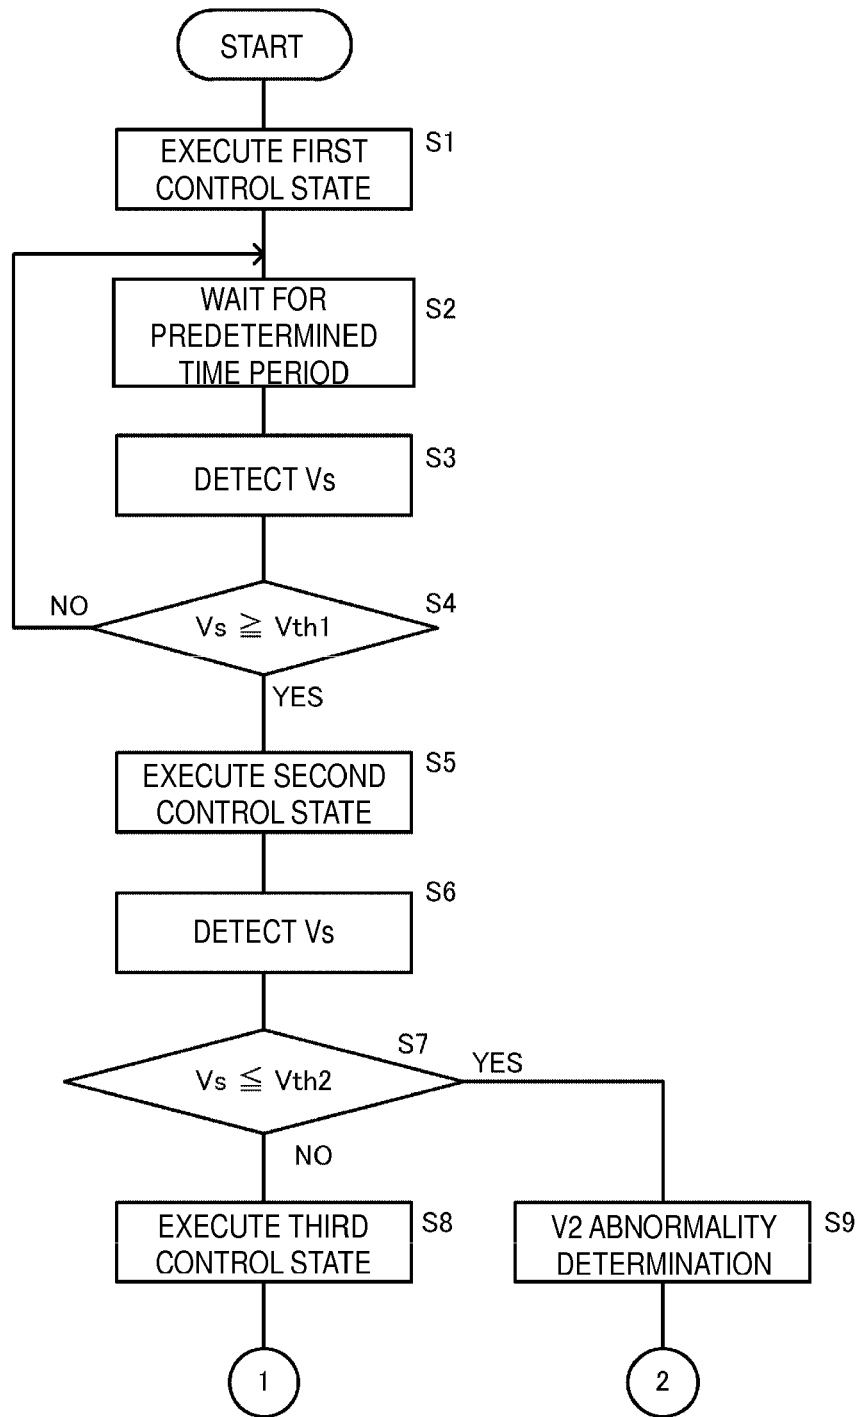 START
EXECUTE FIRST
CONTROL STATE
S1
WAIT FOR
PREDETERMINED
TIME PERIOD
S2
DETECT Vs
S3
Vs ≧ Vth1
S4
NO
YES
EXECUTE SECOND
CONTROL STATE
S5
DETECT Vs
S6
Vs ≦ Vth2
S7
YES
NO
EXECUTE THIRD
CONTROL STATE
S8
V2 ABNORMALITY
DETERMINATION
S9
1
2